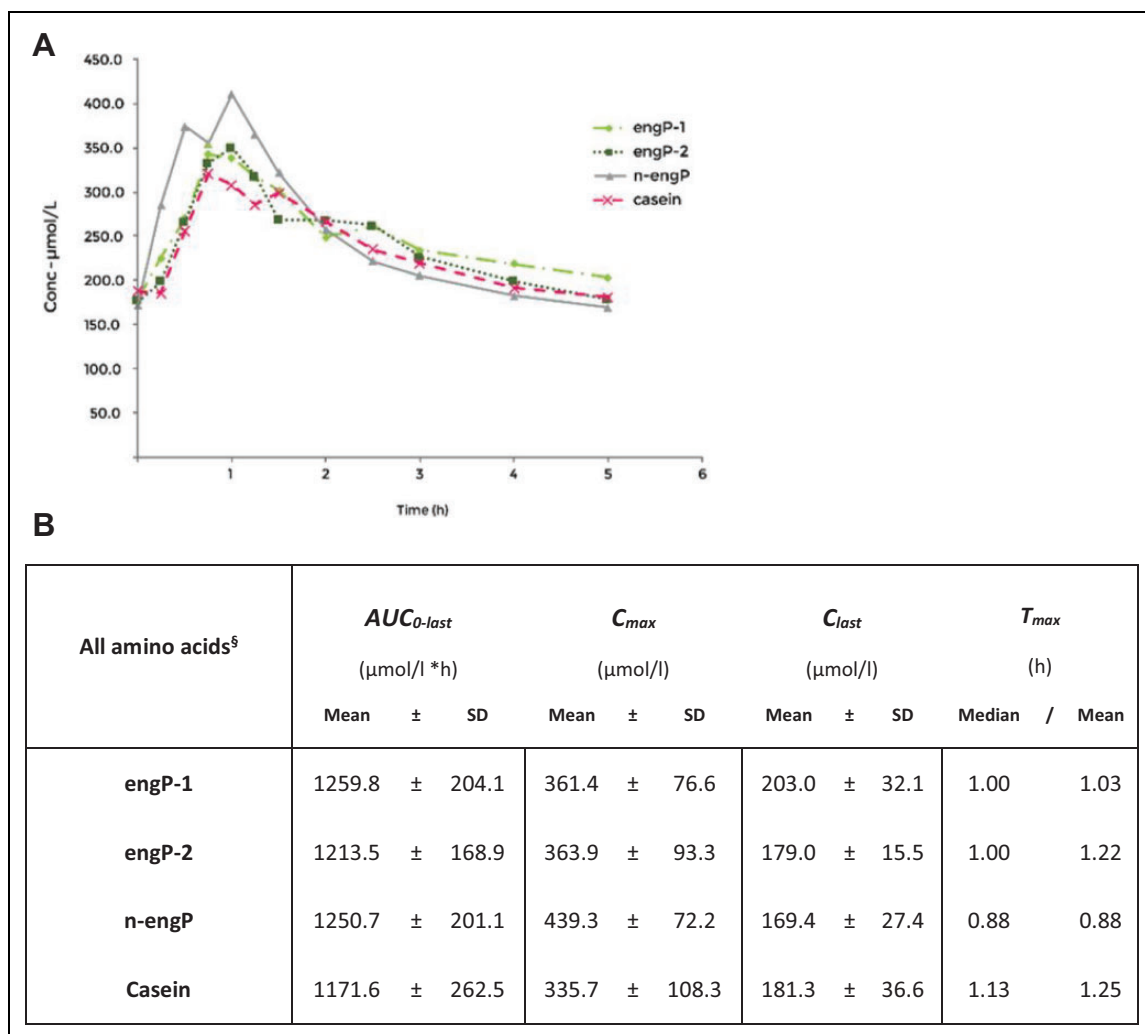 A
450.0
400.0
350.0
300.0
250.0
200.0
150.0
100.0
50.0
Conc-µmol/L
1 2 3 4 5 6
Time (h)
engP-1
engP-2
n-engP
casein
B
All amino acids§ AUC0-last Cmax Clast Tmax
(µmol/l *h) (µmol/l) (µmol/l) (h)
Mean ± SD Mean ± SD Mean ± SD Median / Mean
engP-1 1259.8 ± 204.1 361.4 ± 76.6 203.0 ± 32.1 1.00 1.03
engP-2 1213.5 ± 168.9 363.9 ± 93.3 179.0 ± 15.5 1.00 1.22
n-engP 1250.7 ± 201.1 439.3 ± 72.2 169.4 ± 27.4 0.88 0.88
Casein 1171.6 ± 262.5 335.7 ± 108.3 181.3 ± 36.6 1.13 1.25